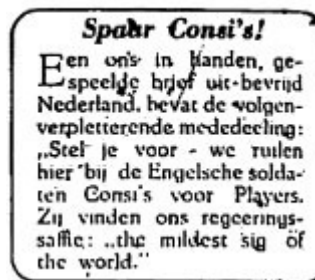 Spaar Consi's!
Een ons in handen, ge-
speelde brief uit bevrijd
Nederland, bevat de volgen-
verpletterende mededeeling:
„Stel je voor - we ruilen
hier bij de Engelsche solda-
ten Consi's voor Players.
Zij vinden ons regeerings-
saffie: „the mildest sig of
the world."